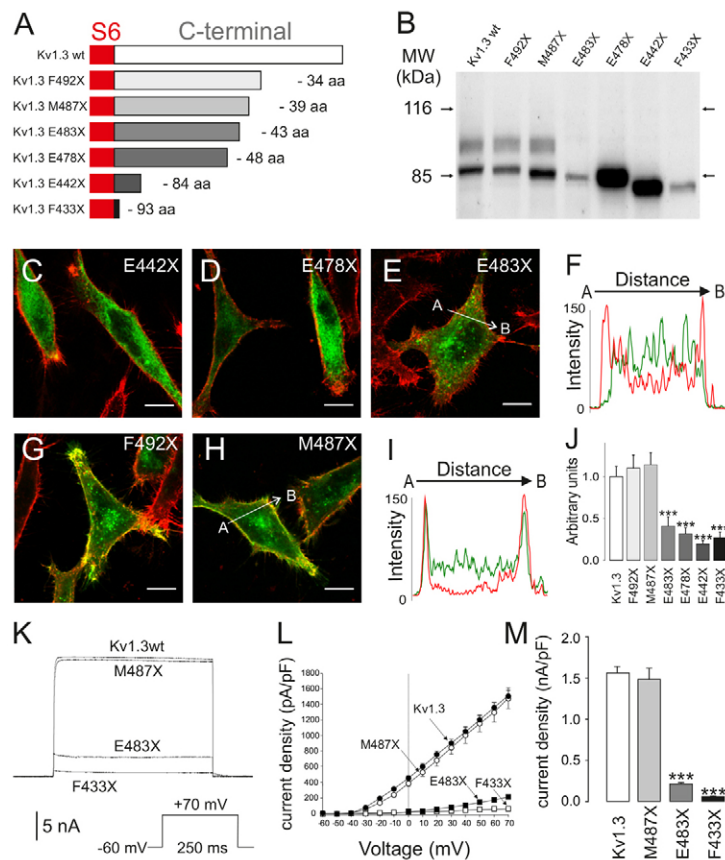 A
S6 C-terminal
Kv1.3 wt
Kv1.3 F492X - 34 aa
Kv1.3 M487X - 39 aa
Kv1.3 E483X - 43 aa
Kv1.3 E478X - 48 aa
Kv1.3 E442X - 84 aa
Kv1.3 F433X - 93 aa
B
MW
(kDa)
Kv1.3 wt
F492X
M487X
E483X
E478X
E442X
F433X
116
85
C E442X
D E478X
E E483X
A
B
F
A Distance B
150
Intensity
0
G F492X
H M487X
A
B
I
A Distance B
150
Intensity
0
J
Arbitrary units
1.0
0.5
0.0
*** *** *** ***
Kv1.3
F492X
M487X
E483X
E478X
E442X
F433X
K
Kv1.3wt
M487X
E483X
F433X
5 nA
+70 mV
-60 mV
250 ms
L
current density (pA/pF)
1800
1600
1400
1200
1000
800
600
400
200
0
Kv1.3
M487X
E483X
F433X
-60 -50 -40 -30 -20 -10 0 10 20 30 40 50 60 70
Voltage (mV)
M
current density (nA/pF)
2.0
1.5
1.0
0.5
0.0
*** ***
Kv1.3
M487X
E483X
F433X